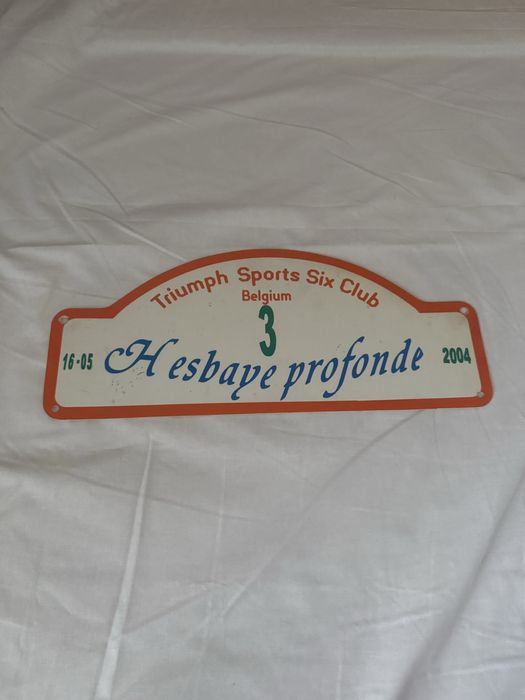 Triumph Sports Six Club
Belgium
3
16-05 Hesbaye profonde 2004